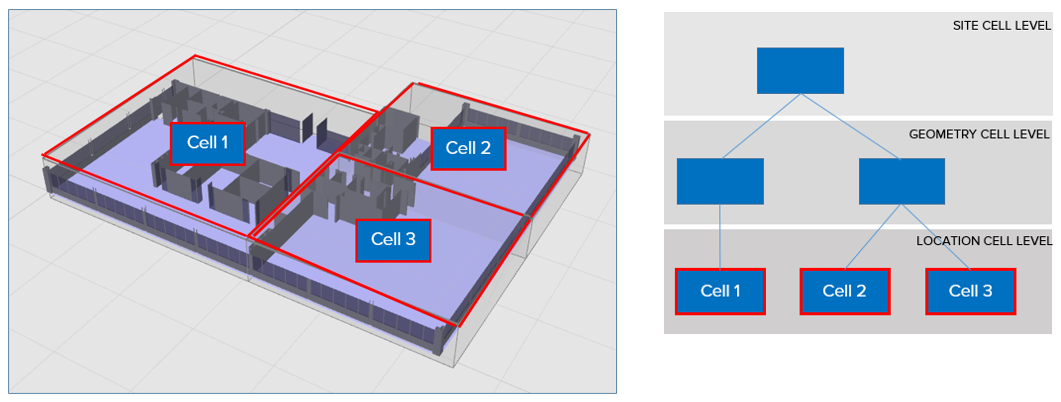 Cell 1
Cell 2
Cell 3
SITE CELL LEVEL
GEOMETRY CELL LEVEL
LOCATION CELL LEVEL
Cell 1
Cell 2
Cell 3